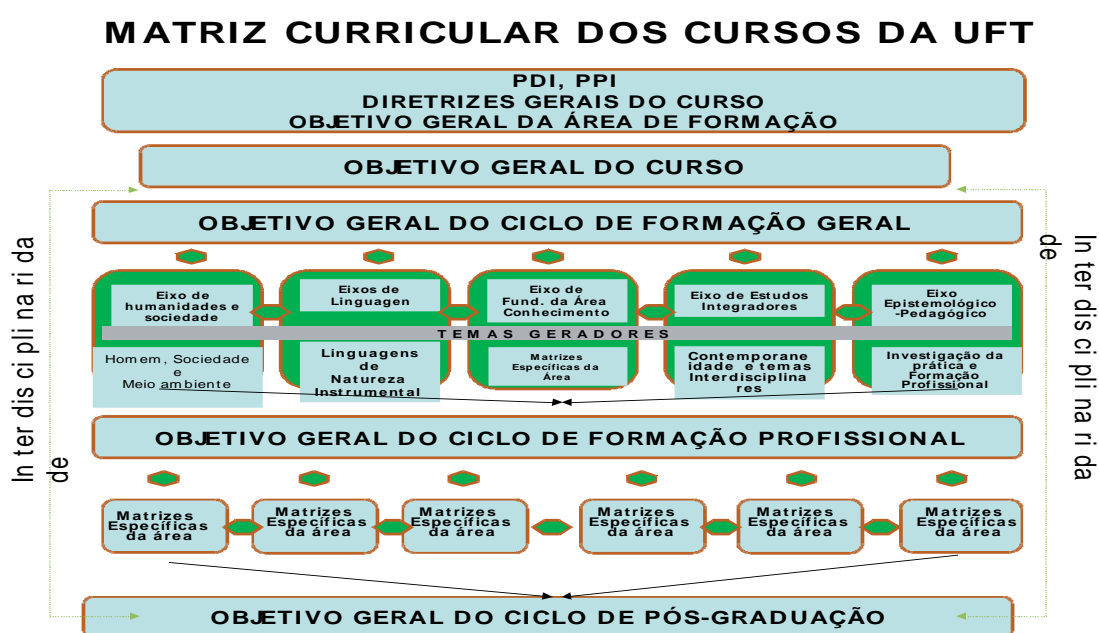 MATRIZ CURRICULAR DOS CURSOS DA UFT
PDI, PPI
DIRETRIZES GERAIS DO CURSO
OBJETIVO GERAL DA ÁREA DE FORMAÇÃO
OBJETIVO GERAL DO CURSO
OBJETIVO GERAL DO CICLO DE FORMAÇÃO GERAL
Eixo de
humanidades e
sociedade
Eixos de
Linguagen
Eixo de
Fund. da Área
Conhecimento
Eixo de Estudos
Integradores
Eixo
Epistemológico
-Pedagógico
TEMAS GERADORES
Homem, Sociedade
e
Meio ambiente
Linguagens
de
Natureza
Instrumental
Matrizes
Específicas da
Área
Contemporane
idade e temas
Interdisciplina
res
Investigação da
prática e
Formação
Profissional
OBJETIVO GERAL DO CICLO DE FORMAÇÃO PROFISSIONAL
Matrizes
Específicas
da área
Matrizes
Específicas
da área
Matrizes
Específicas
da área
Matrizes
Específicas
da área
Matrizes
Específicas
da área
Matrizes
Específicas
da área
OBJETIVO GERAL DO CICLO DE PÓS-GRADUAÇÃO
In ter dis ci pli na ri da
de
In ter dis ci pli na ri da
de